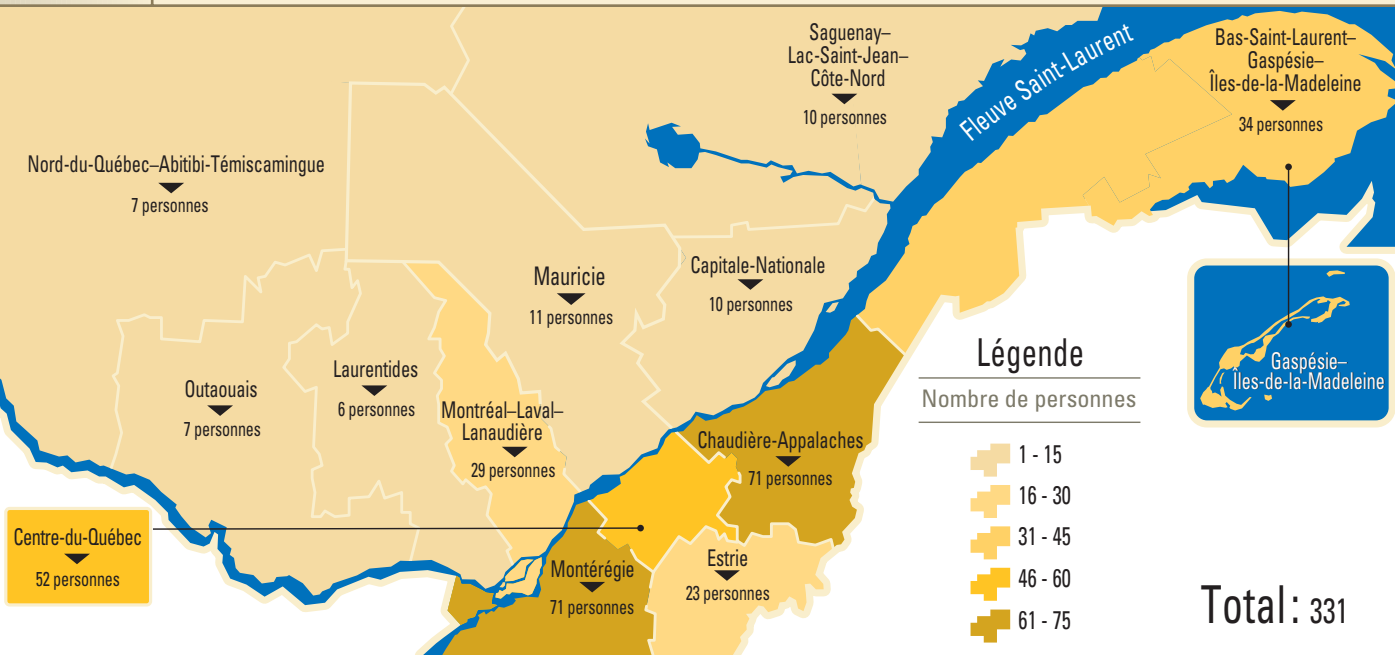 Saguenay–
Lac-Saint-Jean–
Côte-Nord
10 personnes
Fleuve Saint-Laurent
Bas-Saint-Laurent–
Gaspésie–
Îles-de-la-Madeleine
34 personnes
Nord-du-Québec–Abitibi-Témiscamingue
7 personnes
Mauricie
11 personnes
Capitale-Nationale
10 personnes
Outaouais
7 personnes
Laurentides
6 personnes
Montréal–Laval–
Lanaudière
29 personnes
Chaudière-Appalaches
71 personnes
Gaspésie–
Îles-de-la-Madeleine
Centre-du-Québec
52 personnes
Montérégie
71 personnes
Estrie
23 personnes
Légende
Nombre de personnes
1 - 15
16 - 30
31 - 45
46 - 60
61 - 75
Total : 331